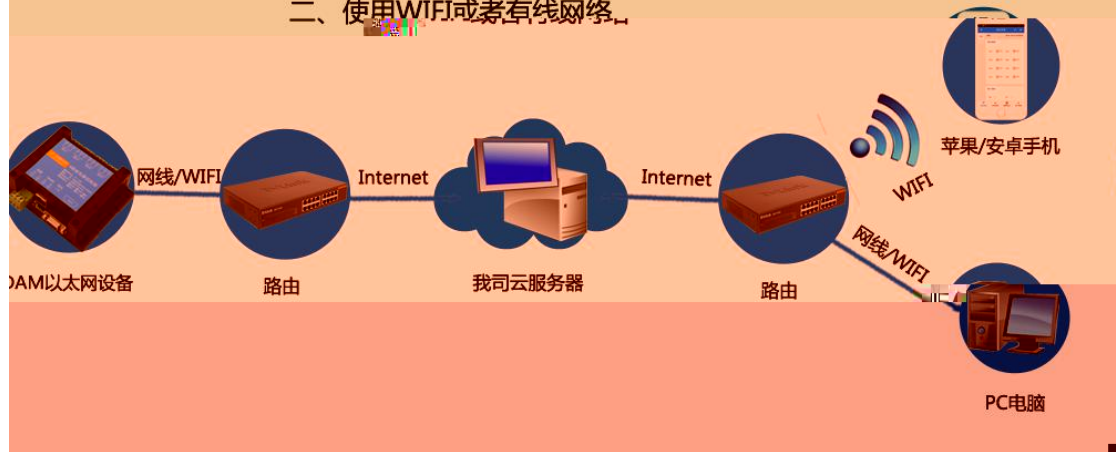 二、使用WIFI或者有线网络
苹果/安卓手机
网线/WIFI
Internet
Internet
WIFI
网线/WIFI
DAM以太网设备
路由
我司云服务器
路由
PC电脑